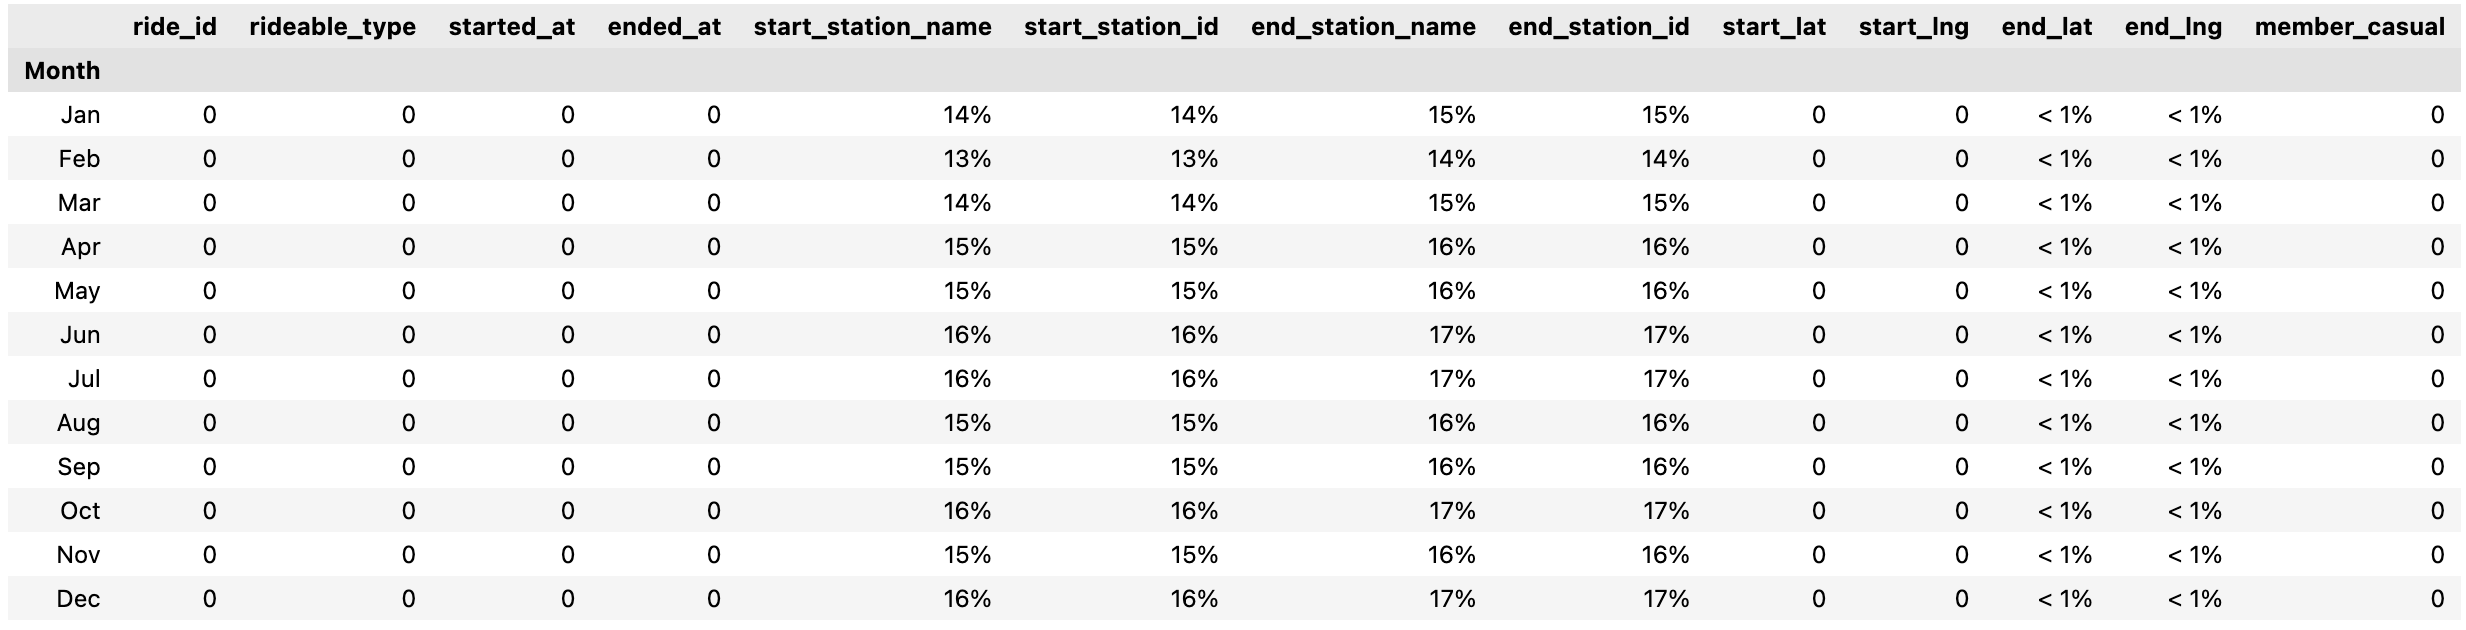 ride_id rideable_type started_at ended_at start_station_name start_station_id end_station_name end_station_id start_lat start_lng end_lat end_lng member_casual
Month
Jan 0 0 0 0 14% 14% 15% 15% 0 0 < 1% < 1% 0
Feb 0 0 0 0 13% 13% 14% 14% 0 0 < 1% < 1% 0
Mar 0 0 0 0 14% 14% 15% 15% 0 0 < 1% < 1% 0
Apr 0 0 0 0 15% 15% 16% 16% 0 0 < 1% < 1% 0
May 0 0 0 0 15% 15% 16% 16% 0 0 < 1% < 1% 0
Jun 0 0 0 0 16% 16% 17% 17% 0 0 < 1% < 1% 0
Jul 0 0 0 0 16% 16% 17% 17% 0 0 < 1% < 1% 0
Aug 0 0 0 0 15% 15% 16% 16% 0 0 < 1% < 1% 0
Sep 0 0 0 0 15% 15% 16% 16% 0 0 < 1% < 1% 0
Oct 0 0 0 0 16% 16% 17% 17% 0 0 < 1% < 1% 0
Nov 0 0 0 0 15% 15% 16% 16% 0 0 < 1% < 1% 0
Dec 0 0 0 0 16% 16% 17% 17% 0 0 < 1% < 1% 0